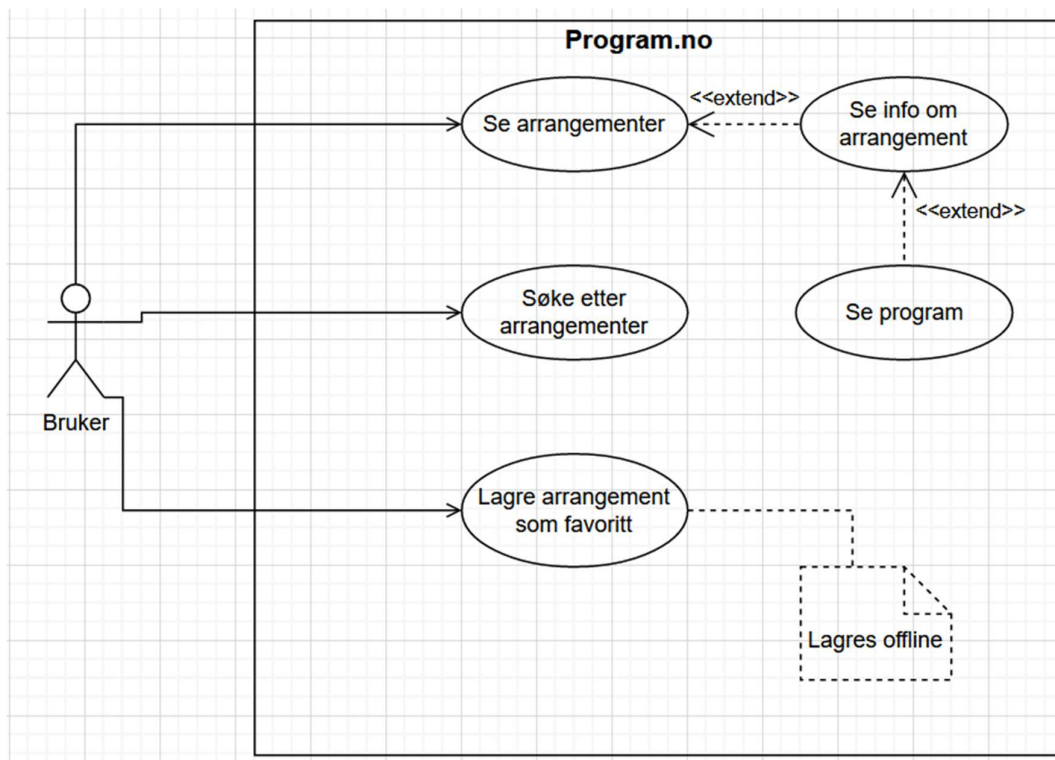 Program.no
Se arrangementer
<<extend>>
Se info om
arrangement
<<extend>>
Søke etter
arrangementer
Se program
Bruker
Lagre arrangement
som favoritt
Lagres offline